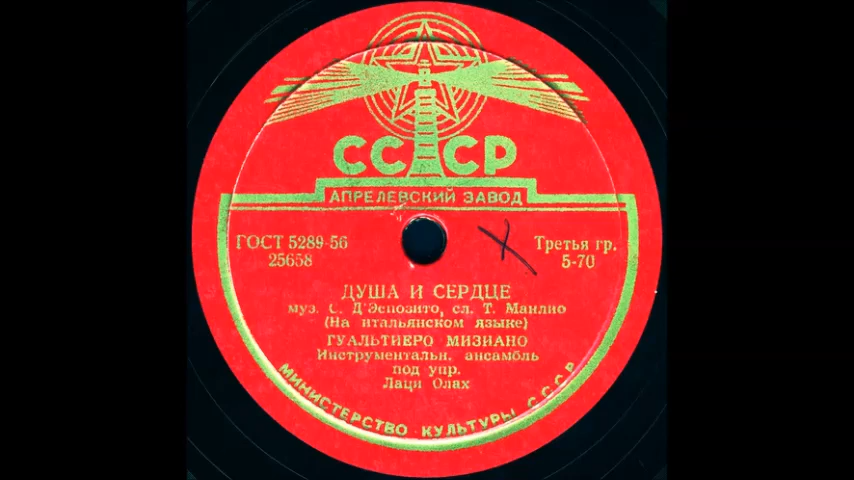 СССР
АПРЕЛЕВСКИЙ ЗАВОД
ГОСТ 5289-56
25658
Третья гр.
5-70
ДУША И СЕРДЦЕ
муз. С. Д'Эспозито, сл. Т. Манлио
(На итальянском языке)
ГУАЛЬТИЕРО МИЗИАНО
Инструментальн. ансамбль
под упр.
Лаци Олах
МИНИСТЕРСТВО КУЛЬТУРЫ СССР